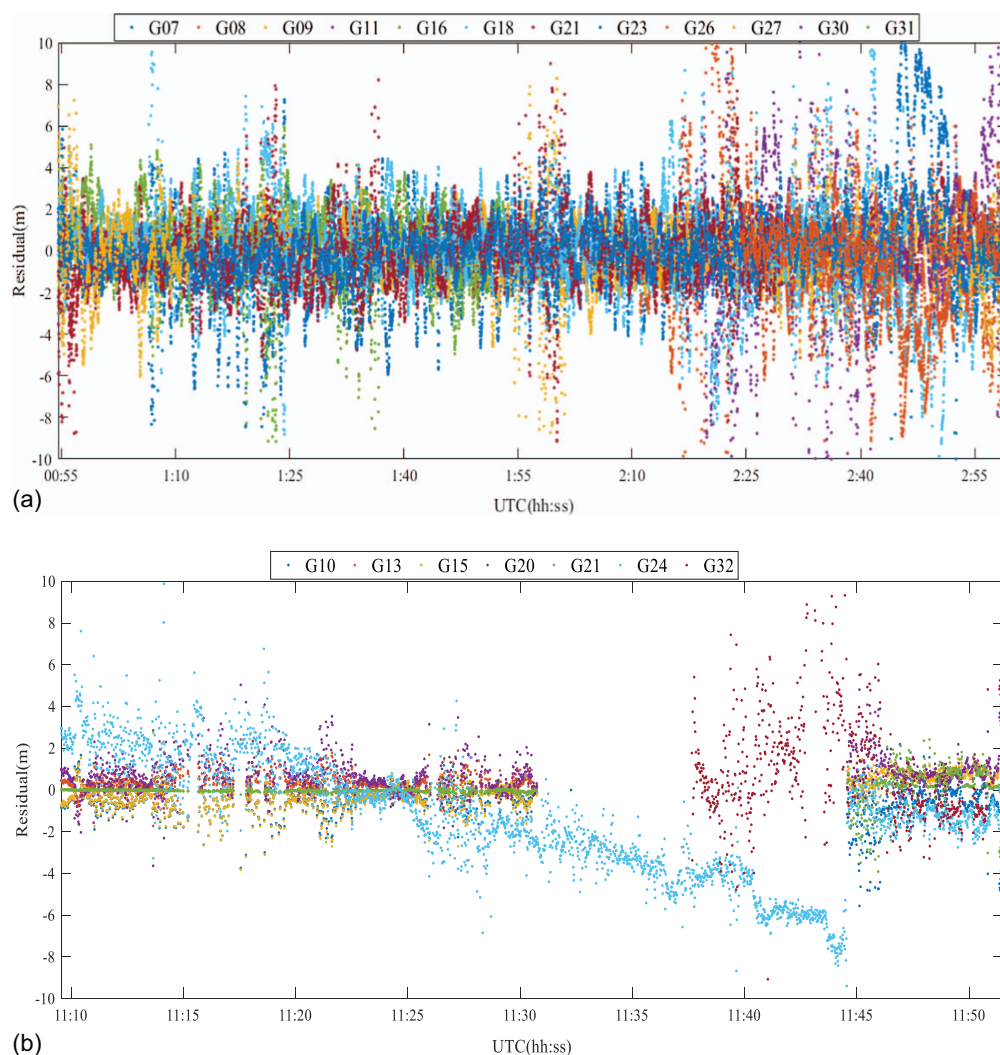 G07 G08 G09 G11 G16 G18 G21 G23 G26 G27 G30 G31
10
8
6
4
2
0
-2
-4
-6
-8
-10
Residual(m)
00:55 1:10 1:25 1:40 1:55 2:10 2:25 2:40 2:55
UTC(hh:ss)
(a)
G10 G13 G15 G20 G21 G24 G32
10
8
6
4
2
0
-2
-4
-6
-8
-10
Residual(m)
11:10 11:15 11:20 11:25 11:30 11:35 11:40 11:45 11:50
UTC(hh:ss)
(b)